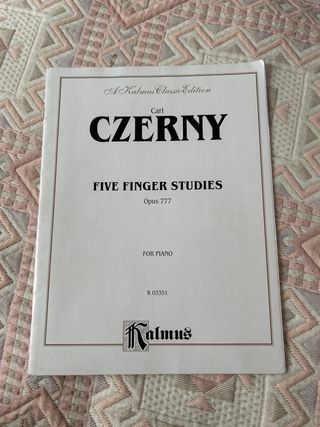 A Kalmus Classic Edition
Carl
CZERNY
FIVE FINGER STUDIES
Opus 777
FOR PIANO
K 03351
Kalmus